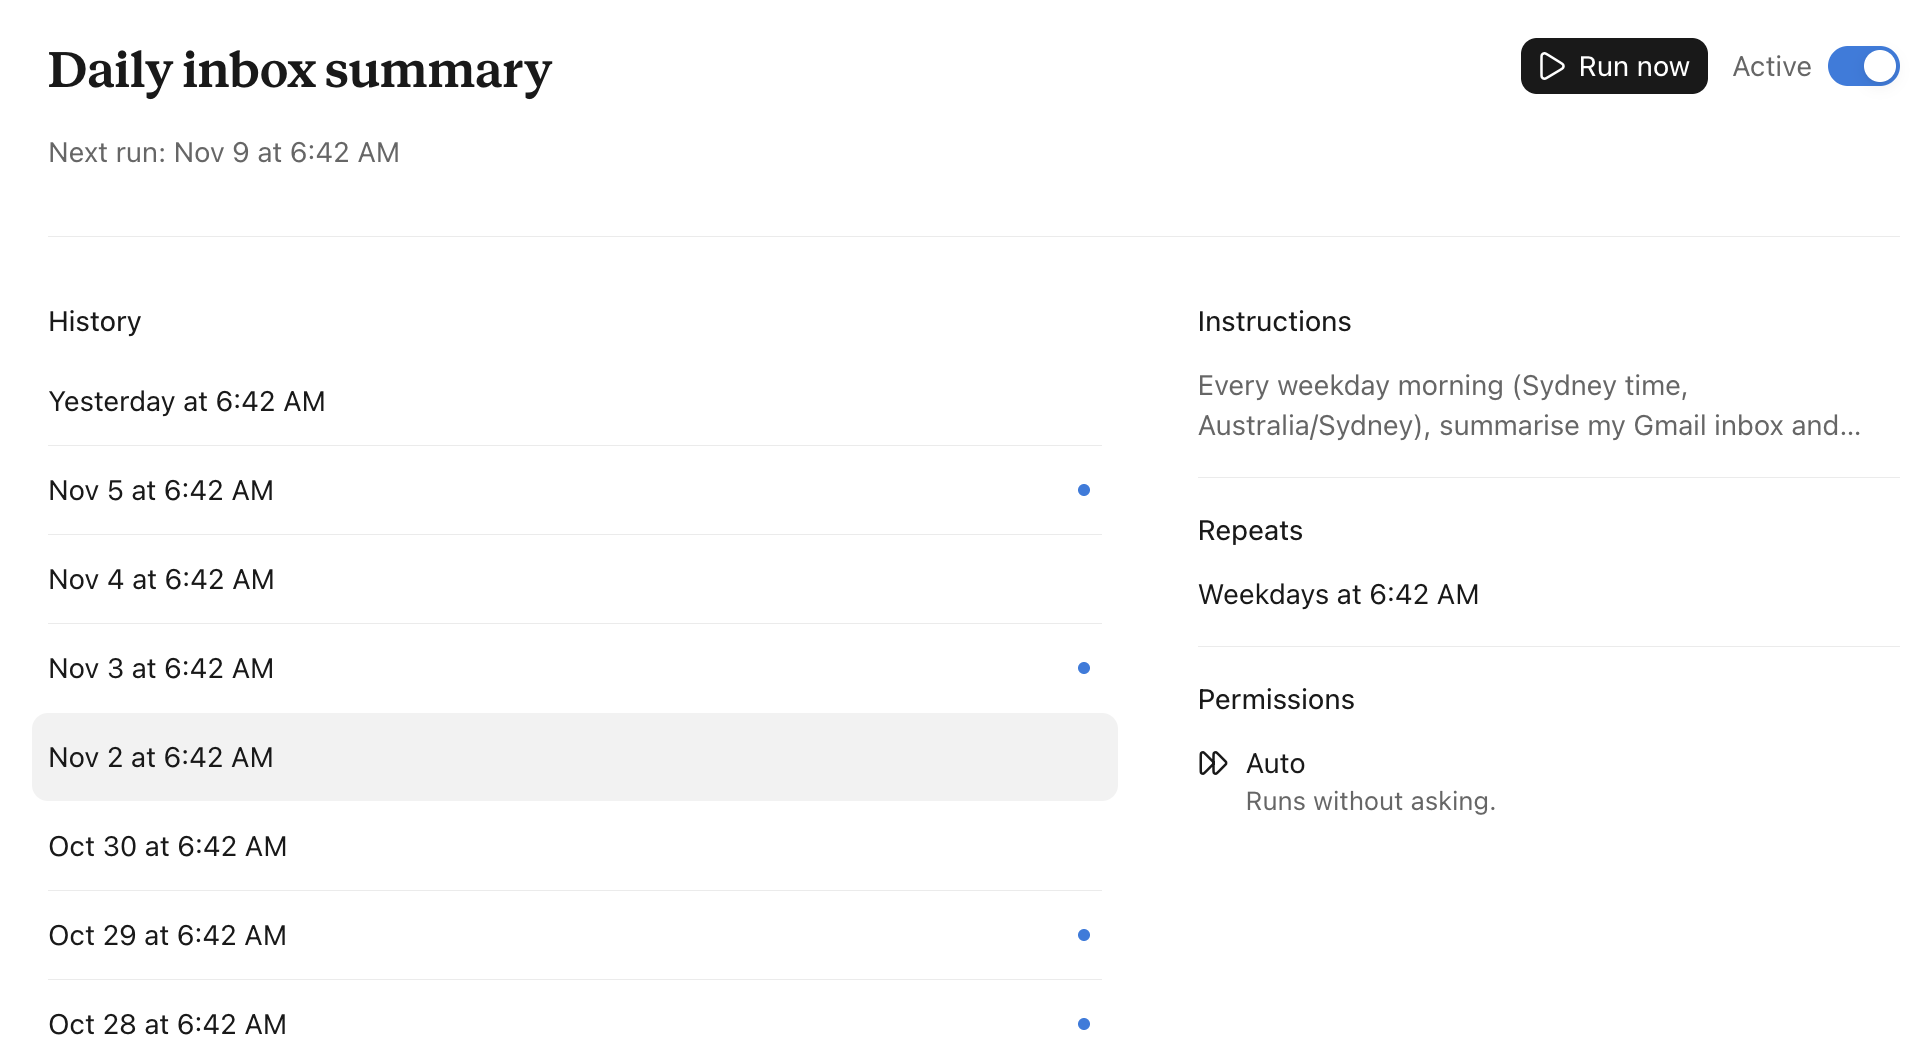 Daily inbox summary
Run now
Active
Next run: Nov 9 at 6:42 AM
History
Yesterday at 6:42 AM
Nov 5 at 6:42 AM
Nov 4 at 6:42 AM
Nov 3 at 6:42 AM
Nov 2 at 6:42 AM
Oct 30 at 6:42 AM
Oct 29 at 6:42 AM
Oct 28 at 6:42 AM
Instructions
Every weekday morning (Sydney time,
Australia/Sydney), summarise my Gmail inbox and...
Repeats
Weekdays at 6:42 AM
Permissions
Auto
Runs without asking.